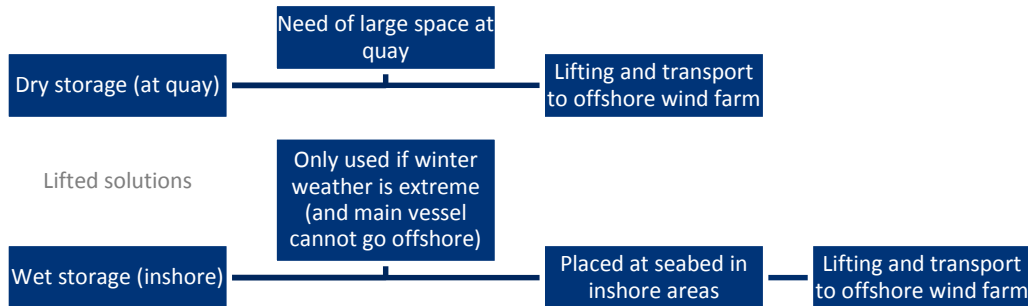 Need of large space at
quay
Dry storage (at quay)
Lifting and transport
to offshore wind farm
Lifted solutions
Only used if winter
weather is extreme
(and main vessel
cannot go offshore)
Wet storage (inshore)
Placed at seabed in
inshore areas
Lifting and transport
to offshore wind farm